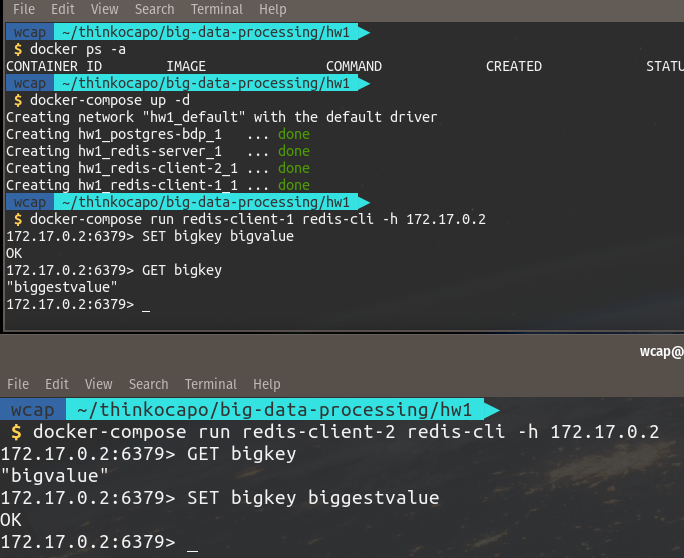 File Edit View Search Terminal Help
wcap ~/thinkocapo/big-data-processing/hw1
$ docker ps -a
CONTAINER ID IMAGE COMMAND CREATED STATU
wcap ~/thinkocapo/big-data-processing/hw1
$ docker-compose up -d
Creating network "hw1_default" with the default driver
Creating hw1_postgres-bdp_1 ... done
Creating hw1_redis-server_1 ... done
Creating hw1_redis-client-2_1 ... done
Creating hw1_redis-client-1_1 ... done
wcap ~/thinkocapo/big-data-processing/hw1
$ docker-compose run redis-client-1 redis-cli -h 172.17.0.2
172.17.0.2:6379> SET bigkey bigvalue
OK
172.17.0.2:6379> GET bigkey
"biggestvalue"
172.17.0.2:6379> _
wcap@
File Edit View Search Terminal Help
wcap ~/thinkocapo/big-data-processing/hw1
$ docker-compose run redis-client-2 redis-cli -h 172.17.0.2
172.17.0.2:6379> GET bigkey
"bigvalue"
172.17.0.2:6379> SET bigkey biggestvalue
OK
172.17.0.2:6379> _